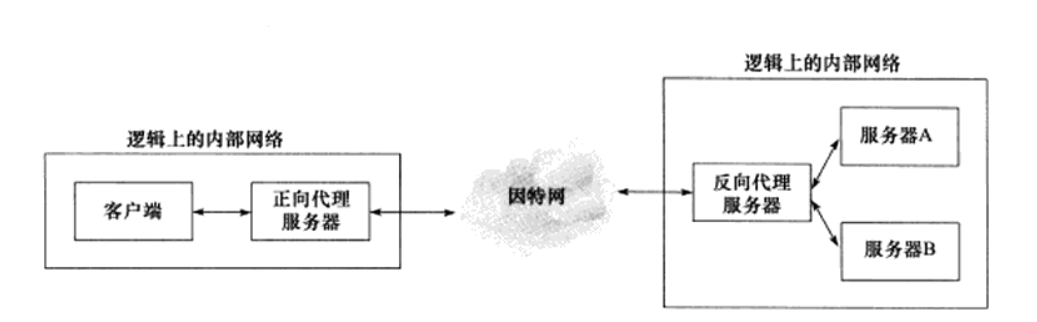 逻辑上的内部网络
客户端
正向代理
服务器
因特网
逻辑上的内部网络
反向代理
服务器
服务器A
服务器B